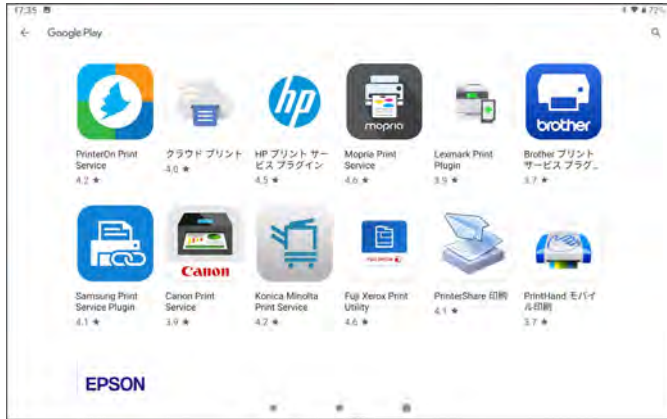 17:35
72%
Google Play
mopria
brother
PrinterOn Print
Service
4.2 ★
クラウド プリント
4.0 ★
HP プリント サー
ビス プラグイン
4.5 ★
Mopria Print
Service
4.6 ★
Lexmark Print
Plugin
3.9 ★
Brother プリント
サービス プラグ...
3.7 ★
Canon
Samsung Print
Service Plugin
4.1 ★
Canon Print
Service
3.9 ★
Konica Minolta
Print Service
4.2 ★
Fuji Xerox Print
Utility
4.6 ★
PrinterShare 印刷
4.1 ★
PrintHand モバイ
ル印刷
3.7 ★
EPSON